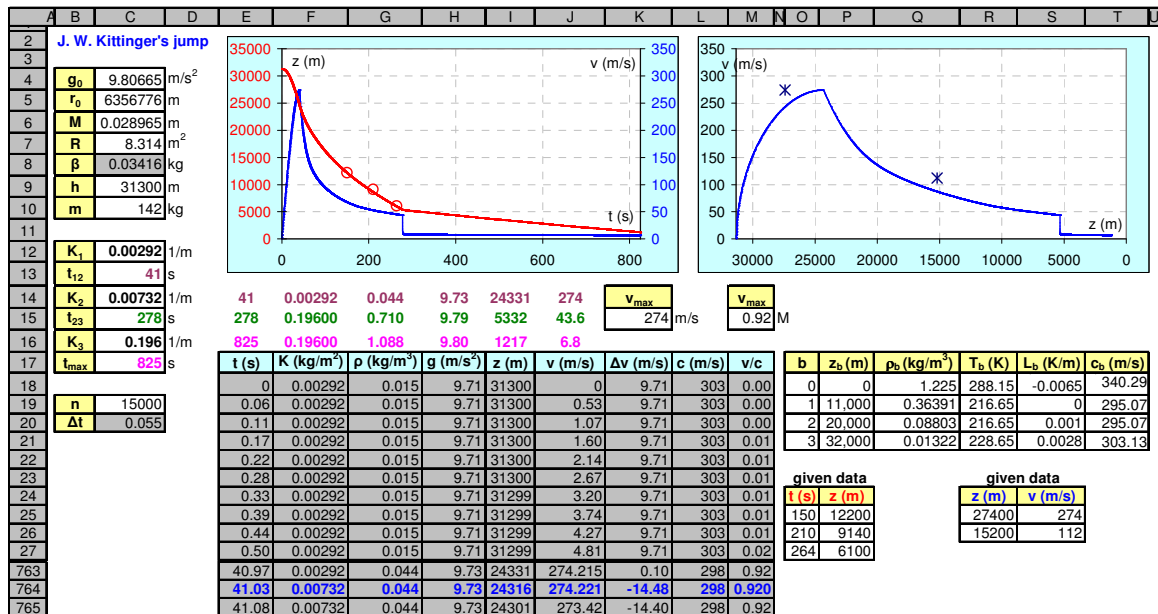 A B C D E F G H I J K L M N O P Q R S T U
2 J. W. Kittinger's jump
3
4 g₀ 9.80665 m/s²
5 r₀ 6356776 m
6 M 0.028965 m
7 R 8.314 m²
8 β 0.03416 kg
9 h 31300 m
10 m 142 kg
11
z (m) v (m/s)
35000 350
30000 300
25000 250
20000 200
15000 150
10000 100
5000 50
0 0
t (s)
0 200 400 600 800
v (m/s)
350
300
250
200
150
100
50
0
z (m)
30000 25000 20000 15000 10000 5000 0
12 K₁ 0.00292 1/m
13 t₁₂ 41 s
14 K₂ 0.00732 1/m 41 0.00292 0.044 9.73 24331 274 vₘₐₓ vₘₐₓ
15 t₂₃ 278 s 278 0.19600 0.710 9.79 5332 43.6 274 m/s 0.92 M
16 K₃ 0.196 1/m 825 0.19600 1.088 9.80 1217 6.8
17 tₘₐₓ 825 s t (s) K (kg/m²) ρ (kg/m³) g (m/s²) z (m) v (m/s) Δv (m/s) c (m/s) v/c b z_b (m) ρ_b (kg/m³) T_b (K) L_b (K/m) c_b (m/s)
18 0 0.00292 0.015 9.71 31300 0 9.71 303 0.00 0 0 1.225 288.15 -0.0065 340.29
19 n 15000 0.06 0.00292 0.015 9.71 31300 0.53 9.71 303 0.00 1 11,000 0.36391 216.65 0 295.07
20 Δt 0.055 0.11 0.00292 0.015 9.71 31300 1.07 9.71 303 0.00 2 20,000 0.08803 216.65 0.001 295.07
21 0.17 0.00292 0.015 9.71 31300 1.60 9.71 303 0.01 3 32,000 0.01322 228.65 0.0028 303.13
22 0.22 0.00292 0.015 9.71 31300 2.14 9.71 303 0.01
23 0.28 0.00292 0.015 9.71 31300 2.67 9.71 303 0.01 given data given data
24 0.33 0.00292 0.015 9.71 31299 3.20 9.71 303 0.01 t (s) z (m) z (m) v (m/s)
25 0.39 0.00292 0.015 9.71 31299 3.74 9.71 303 0.01 150 12200 27400 274
26 0.44 0.00292 0.015 9.71 31299 4.27 9.71 303 0.01 210 9140 15200 112
27 0.50 0.00292 0.015 9.71 31299 4.81 9.71 303 0.02 264 6100
763 40.97 0.00292 0.044 9.73 24331 274.215 0.10 298 0.92
764 41.03 0.00732 0.044 9.73 24316 274.221 -14.48 298 0.920
765 41.08 0.00732 0.044 9.73 24301 273.42 -14.40 298 0.92